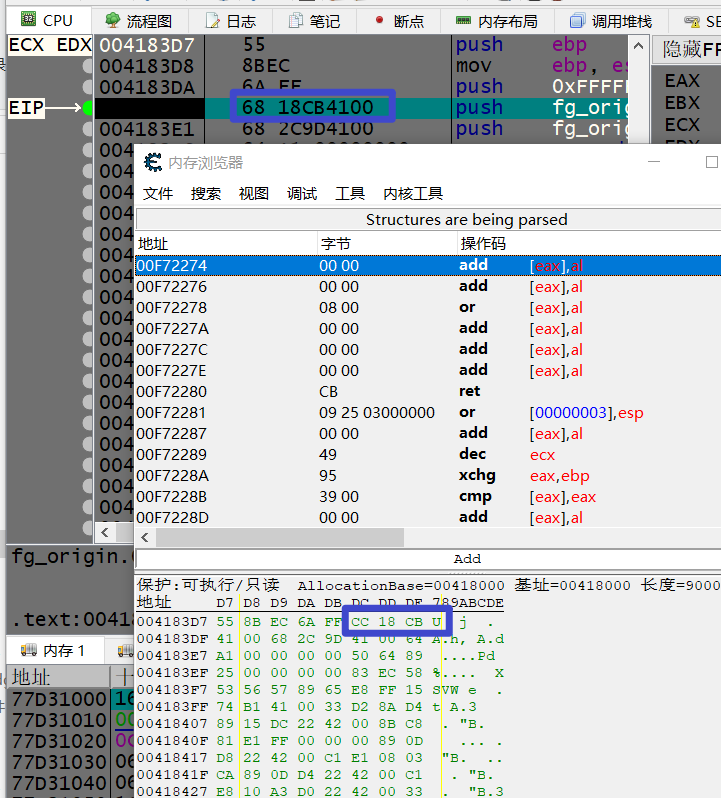 CPU 流程图 日志 笔记 断点 内存布局 调用堆栈
ECX EDX 004183D7 55 push ebp 隐藏FP
004183D8 8BEC mov ebp,
004183DA push EAX
EIP 68 18CB4100 push fg_orig EBX
004183E1 68 2C9D4100 push fg_orig ECX
内存浏览器
文件 搜索 视图 调试 工具 内核工具
Structures are being parsed
地址 字节 操作码
00F72274 00 00 add [eax],al
00F72276 00 00 add [eax],al
00F72278 08 00 or [eax],al
00F7227A 00 00 add [eax],al
00F7227C 00 00 add [eax],al
00F7227E 00 00 add [eax],al
00F72280 CB ret
00F72281 09 25 03000000 or [00000003],esp
00F72287 00 00 add [eax],al
00F72289 49 dec ecx
00F7228A 95 xchg eax,ebp
00F7228B 39 00 cmp [eax],eax
00F7228D 00 00 add [eax],al
Add
fg_origin.
保护:可执行/只读 AllocationBase=00418000 基址=00418000 长度=9000
地址 D7 D8 D9 DA DB DC DD DE 789ABCDE
004183D7 55 8B EC 6A FF CC 18 CB U j .
.text:00418
004183DF 41 00 68 2C 9D 41 00 64 A.h, A.d
内存 1
004183E7 A1 00 00 00 00 50 64 89 ....Pd
地址
004183EF 25 00 00 00 00 83 EC 58 %.... X
77D31000 16
004183F7 53 56 57 89 65 E8 FF 15 SVW e .
77D31010
004183FF 74 B1 41 00 33 D2 8A D4 t A.3
77D31020
00418407 89 15 DC 22 42 00 8B C8 . "B.
0041840F 81 E1 FF 00 00 00 89 0D ... .
77D31030 06
00418417 D8 22 42 00 C1 E1 08 03 "B. ..
77D31040 06
0041841F CA 89 0D D4 22 42 00 C1 . "B.
00418427 E8 10 A3 D0 22 42 00 33 . "B.3